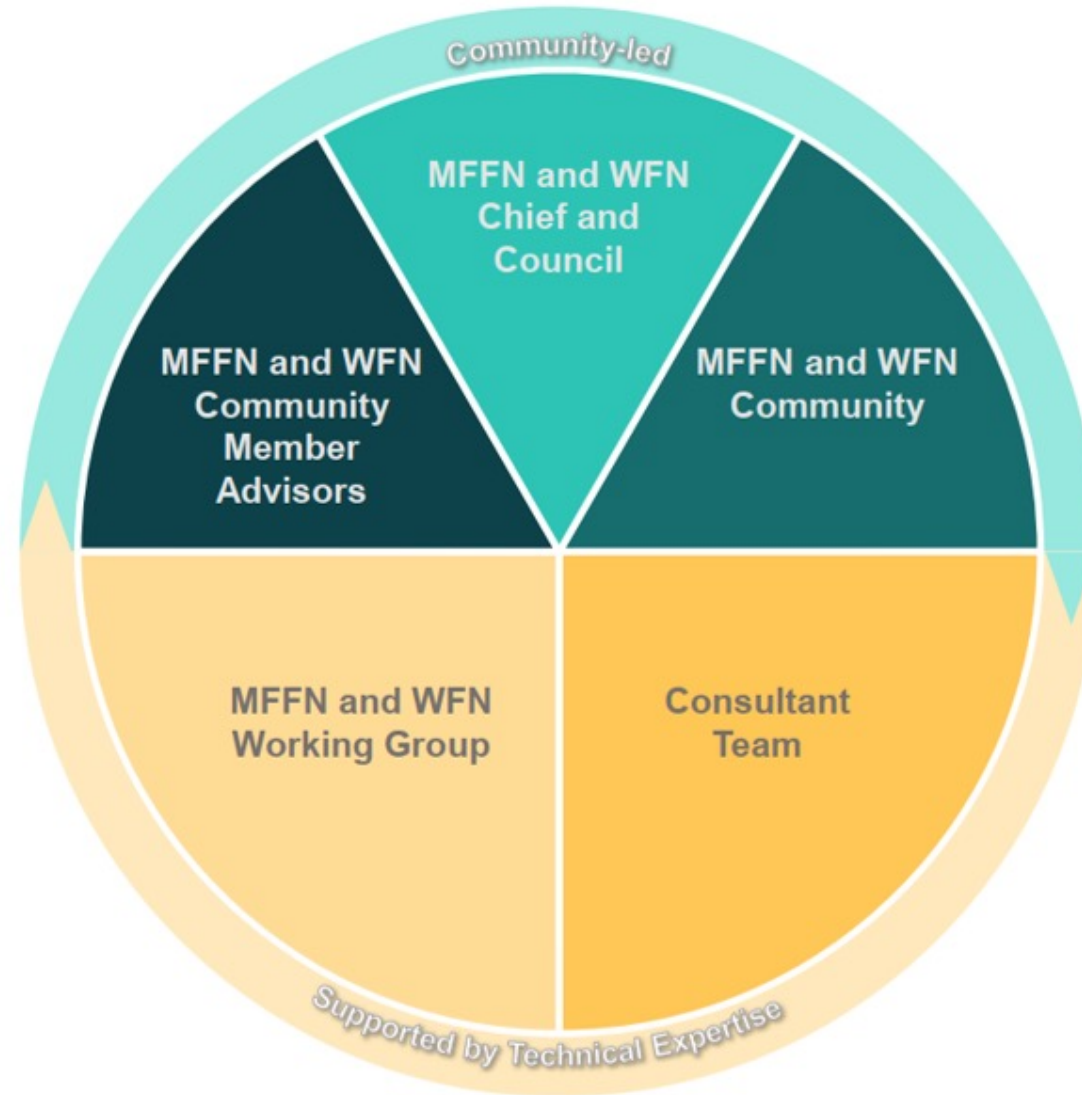 Community-led
MFFN and WFN
Chief and
Council
MFFN and WFN
Community
Member
Advisors
MFFN and WFN
Community
MFFN and WFN
Working Group
Consultant
Team
Supported by Technical Expertise